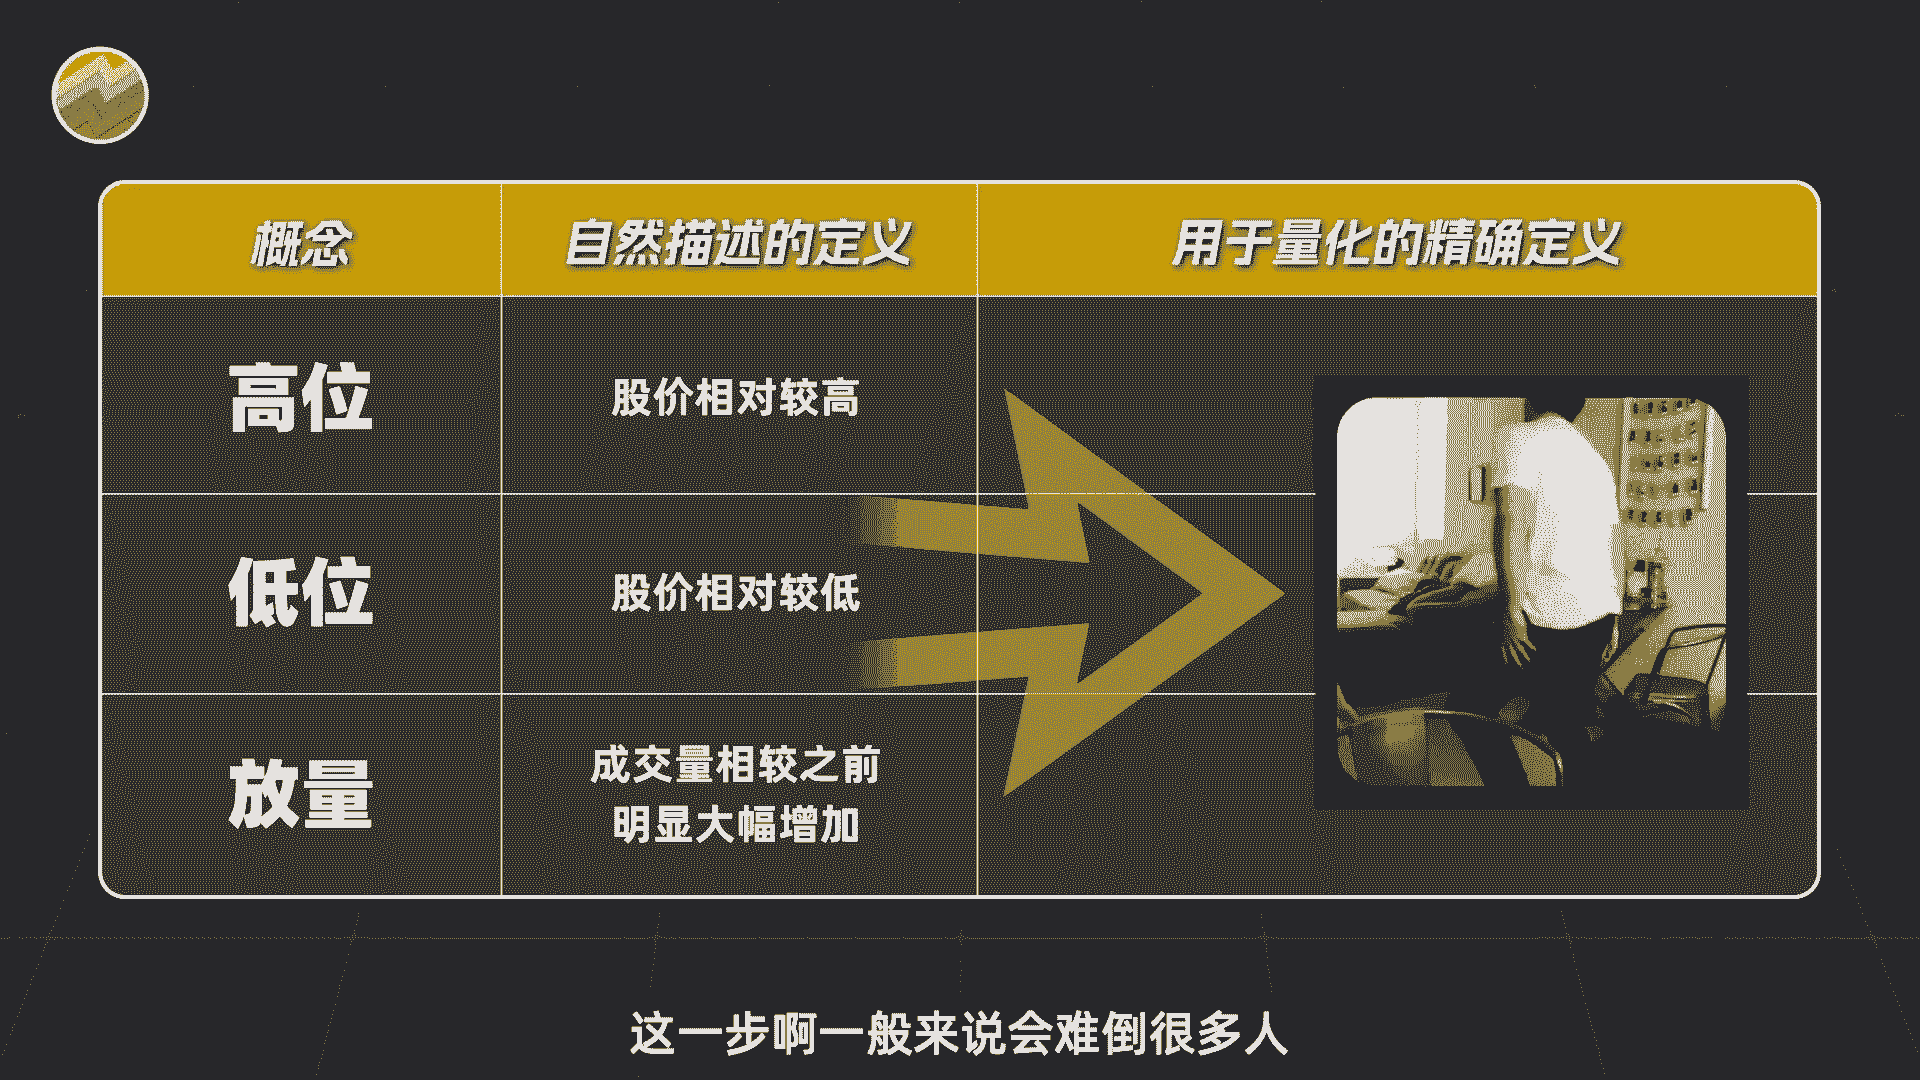 概念
自然描述的定义
用于量化的精确定义
高位
股价相对较高
低位
股价相对较低
放量
成交量相较之前
明显大幅增加
这一步啊一般来说会难倒很多人